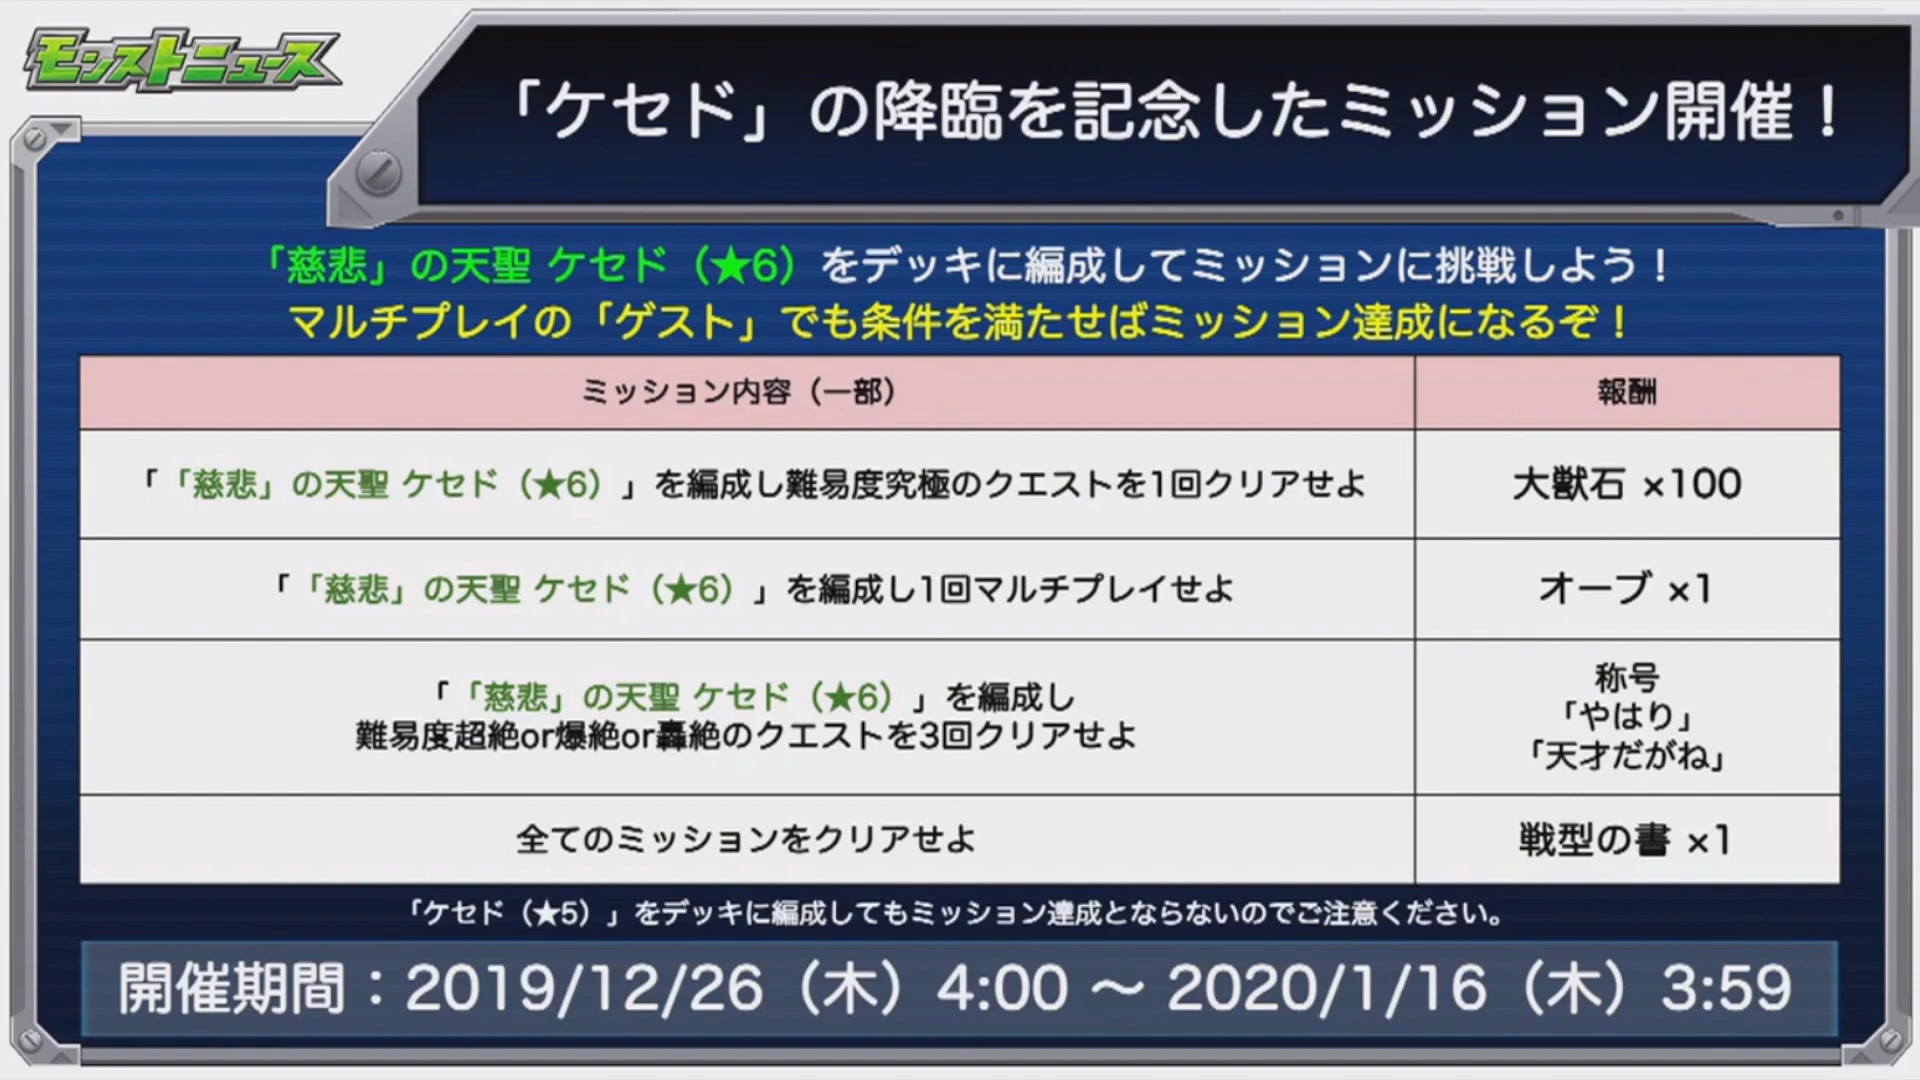 モンストニュース
「ケセド」の降臨を記念したミッション開催！
「慈悲」の天聖 ケセド（★6）をデッキに編成してミッションに挑戦しよう！
マルチプレイの「ゲスト」でも条件を満たせばミッション達成になるぞ！
ミッション内容（一部）
報酬
「「慈悲」の天聖 ケセド（★6）」を編成し難易度究極のクエストを1回クリアせよ
大獣石 ×100
「「慈悲」の天聖 ケセド（★6）」を編成し1回マルチプレイせよ
オーブ ×1
「「慈悲」の天聖 ケセド（★6）」を編成し
難易度超絶or爆絶or轟絶のクエストを3回クリアせよ
称号
「やはり」
「天才だがね」
全てのミッションをクリアせよ
戦型の書 ×1
「ケセド（★5）」をデッキに編成してもミッション達成とならないのでご注意ください。
開催期間：2019/12/26（木）4:00 〜 2020/1/16（木）3:59